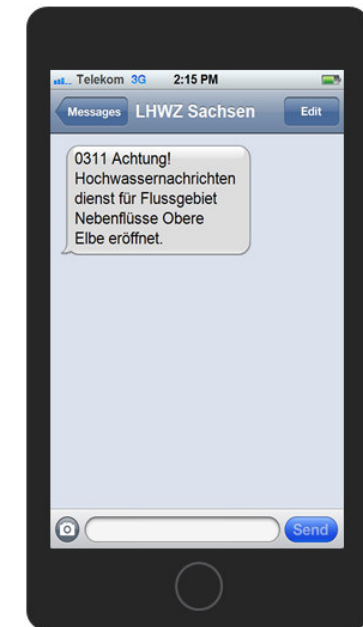 Telekom 3G 2:15 PM
Messages LHWZ Sachsen Edit
0311 Achtung!
Hochwassernachrichten
dienst für Flussgebiet
Nebenflüsse Obere
Elbe eröffnet.
Send